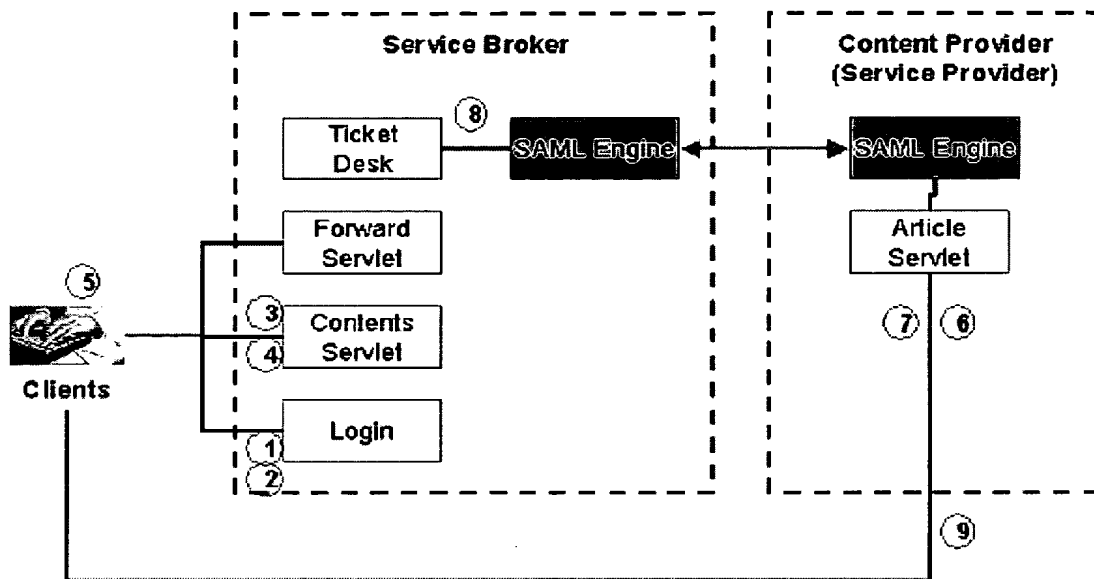 Service Broker
Content Provider
(Service Provider)
8
Ticket
Desk
SAML Engine
SAML Engine
Forward
Servlet
Article
Servlet
5
3
Contents
Servlet
4
7
6
Clients
Login
1
2
9